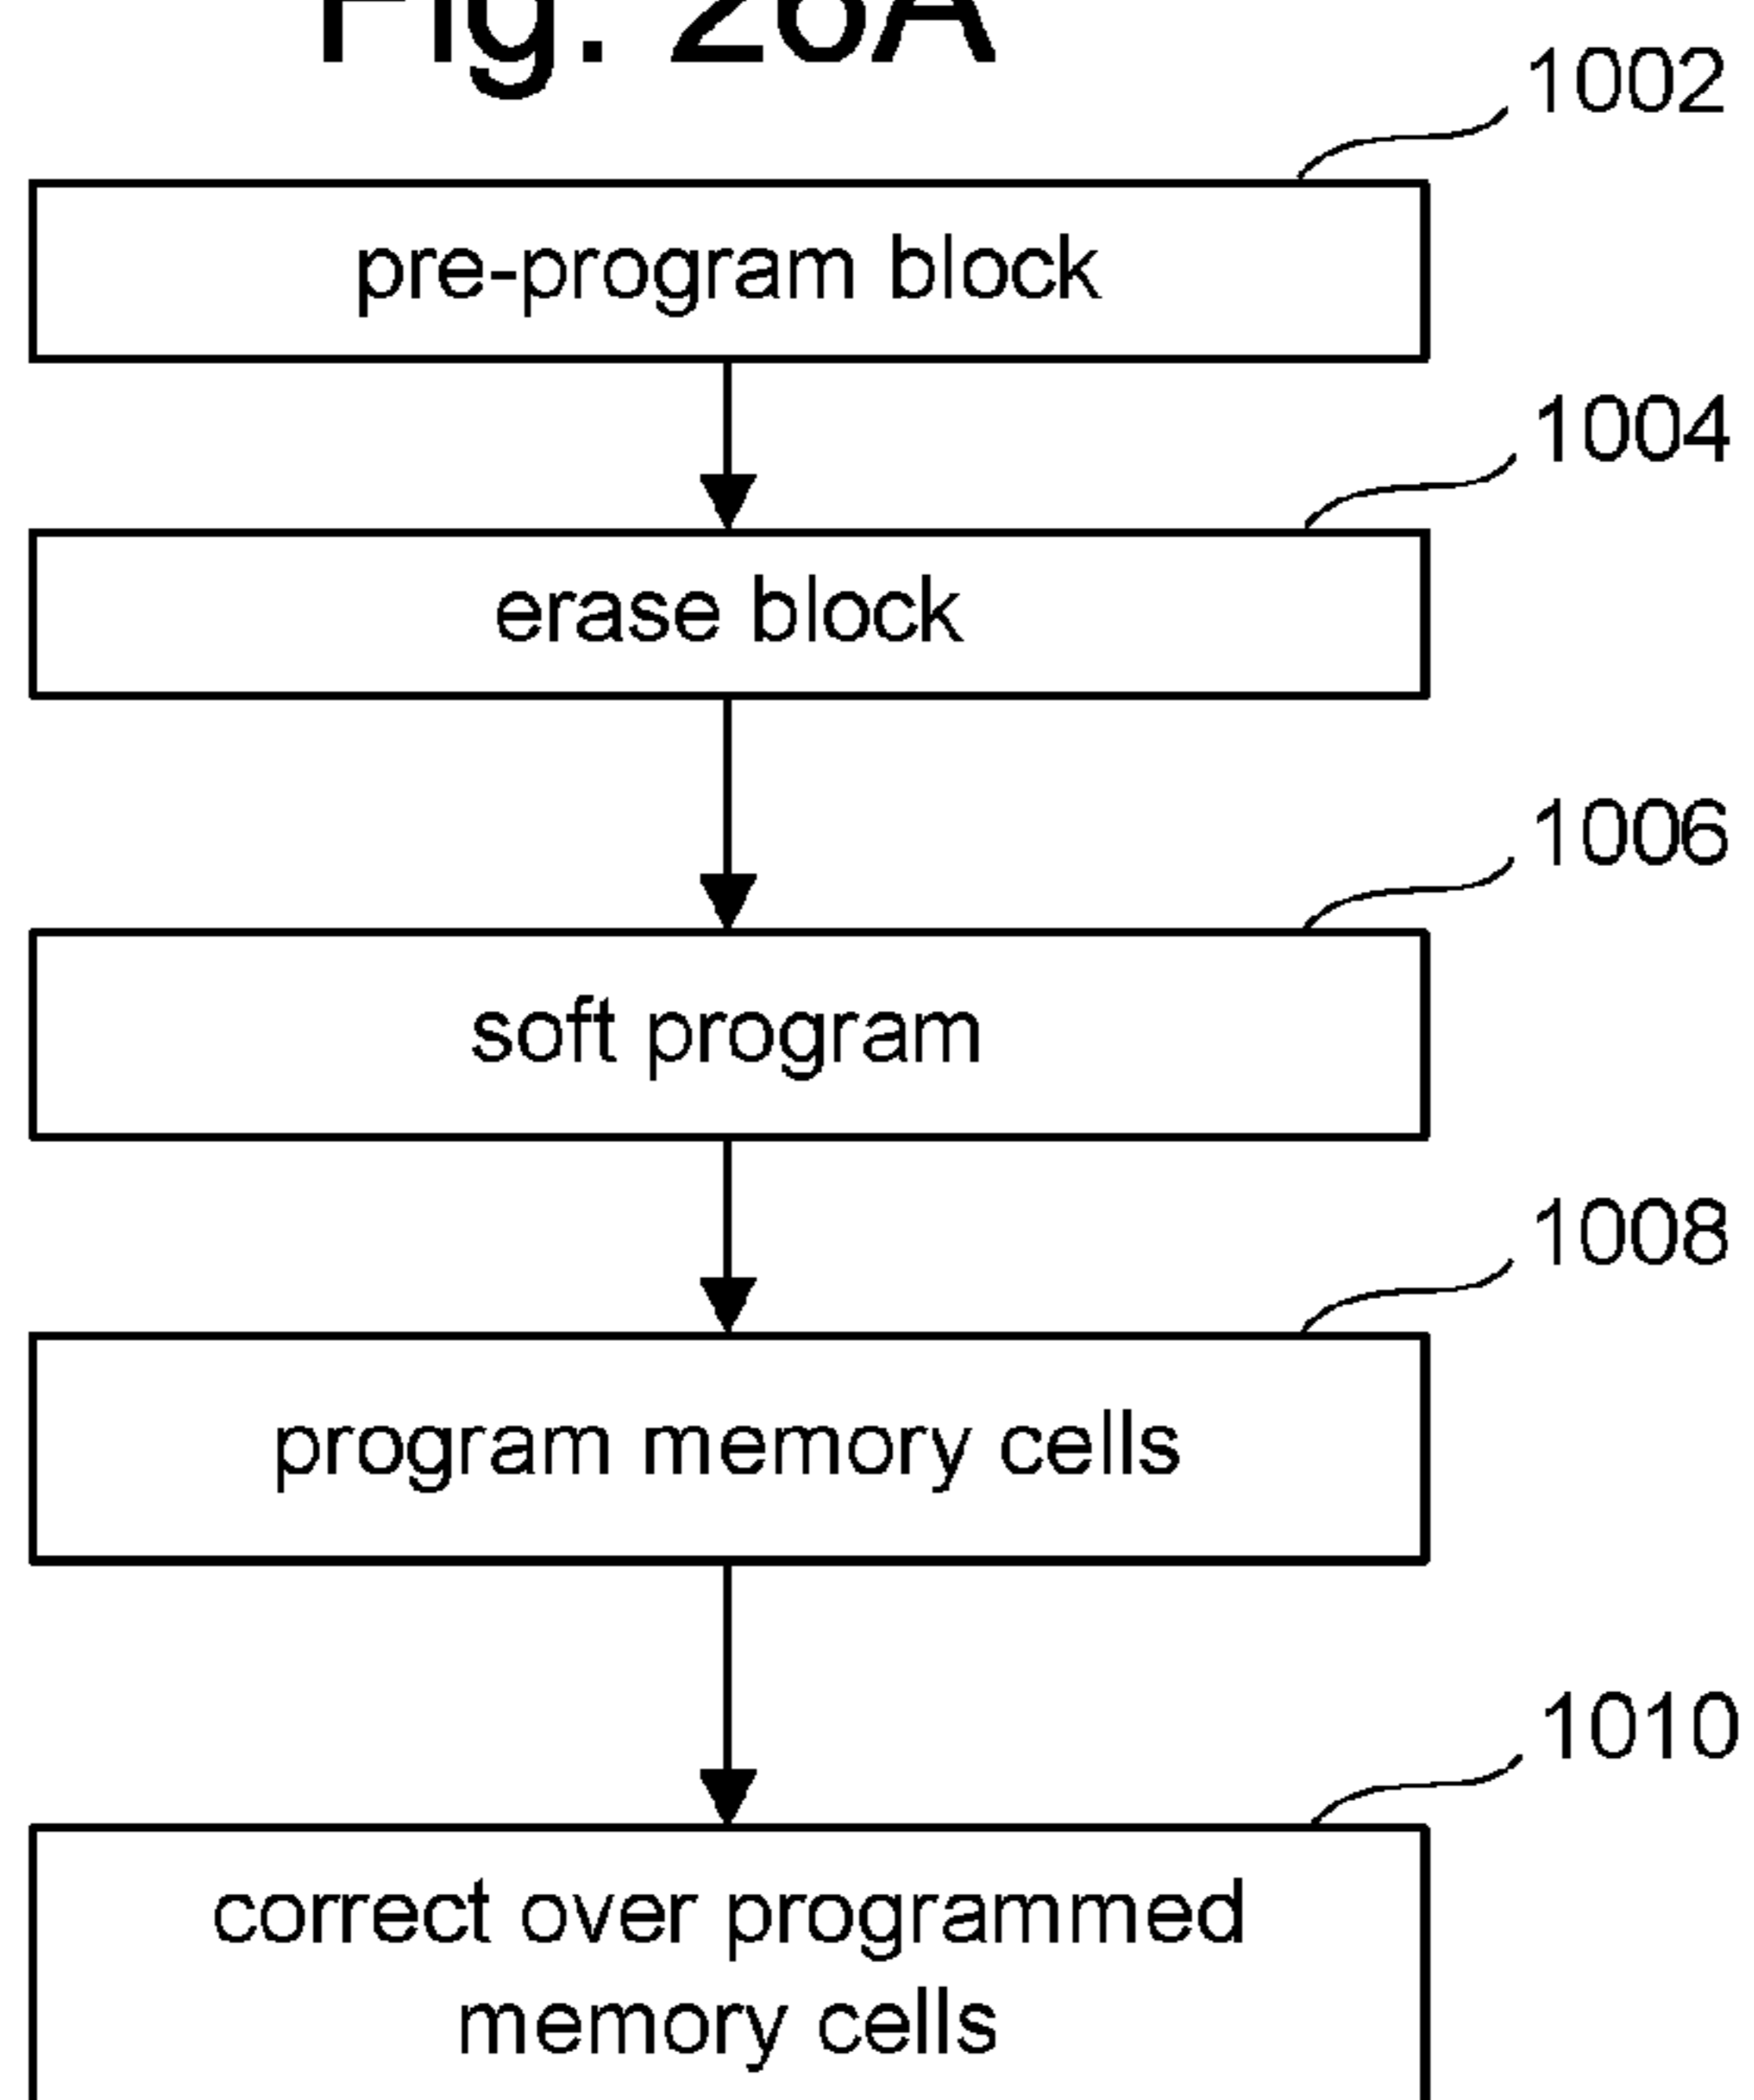 Fig.
1002
pre-program block
1004
erase block
1006
soft program
1008
program memory cells
1010
correct over programmed
memory cells